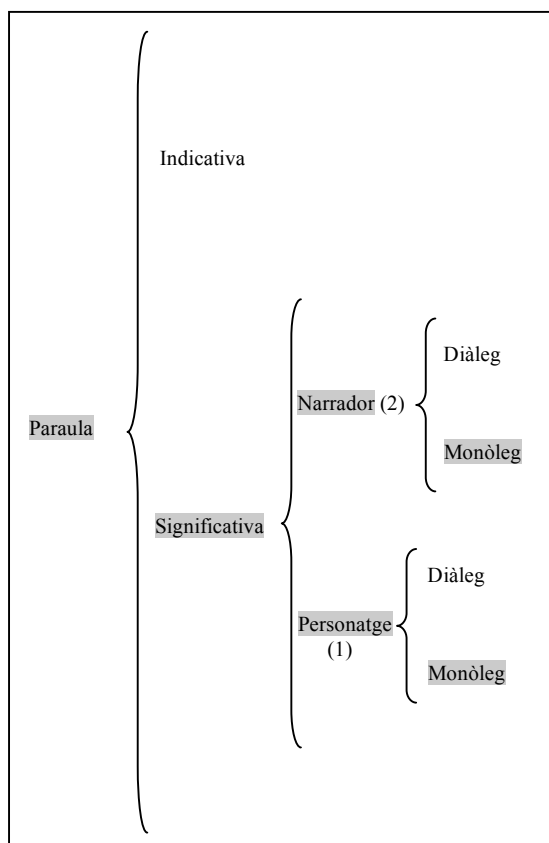 Indicativa
Diàleg
Narrador (2)
Paraula
Monòleg
Significativa
Diàleg
Personatge
(1)
Monòleg